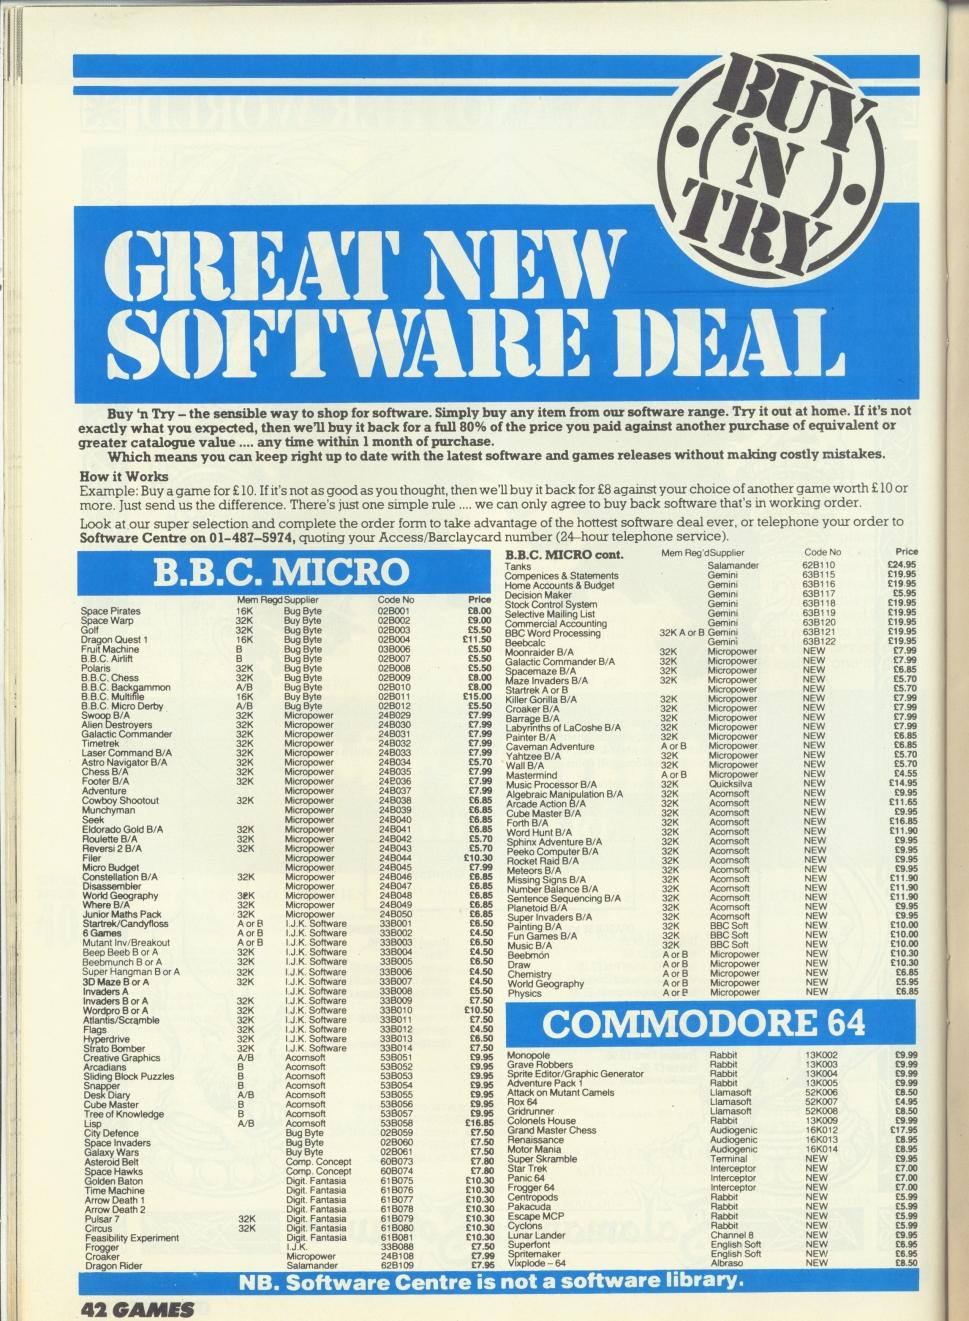 BUY
'N
TRY
GREAT NEW
SOFTWARE DEAL
Buy 'n Try – the sensible way to shop for software. Simply buy any item from our software range. Try it out at home. If it's not
exactly what you expected, then we'll buy it back for a full 80% of the price you paid against another purchase of equivalent or
greater catalogue value .... any time within 1 month of purchase.
Which means you can keep right up to date with the latest software and games releases without making costly mistakes.
How it Works
Example: Buy a game for £10. If it's not as good as you thought, then we'll buy it back for £8 against your choice of another game worth £10 or
more. Just send us the difference. There's just one simple rule .... we can only agree to buy back software that's in working order.
Look at our super selection and complete the order form to take advantage of the hottest software deal ever, or telephone your order to
Software Centre on 01–487–5974, quoting your Access/Barclaycard number (24–hour telephone service).
B.B.C. MICRO
Mem Regd Supplier Code No Price
Space Pirates 16K Bug Byte 02B001 £8.00
Space Warp 32K Buy Byte 02B002 £9.00
Golf 32K Bug Byte 02B003 £5.50
Dragon Quest 1 16K Bug Byte 02B004 £11.50
Fruit Machine B Bug Byte 03B006 £5.50
B.B.C. Airlift B Bug Byte 02B007 £5.50
Polaris 32K Bug Byte 02B008 £5.50
B.B.C. Chess 32K Bug Byte 02B009 £8.00
B.B.C. Backgammon A/B Bug Byte 02B010 £8.00
B.B.C. Multifile 16K Buy Byte 02B011 £15.00
B.B.C. Micro Derby A/B Bug Byte 02B012 £5.50
Swoop B/A 32K Micropower 24B029 £7.99
Alien Destroyers 32K Micropower 24B030 £7.99
Galactic Commander 32K Micropower 24B031 £7.99
Timetrek 32K Micropower 24B032 £7.99
Laser Command B/A 32K Micropower 24B033 £7.99
Astro Navigator B/A 32K Micropower 24B034 £5.70
Chess B/A 32K Micropower 24B035 £7.99
Footer B/A 32K Micropower 24E036 £7.99
Adventure Micropower 24B037 £7.99
Cowboy Shootout 32K Micropower 24B038 £6.85
Munchyman Micropower 24B039 £6.85
Seek Micropower 24B040 £6.85
Eldorado Gold B/A 32K Micropower 24B041 £6.85
Roulette B/A 32K Micropower 24B042 £5.70
Reversi 2 B/A 32K Micropower 24B043 £5.70
Filer Micropower 24B044 £10.30
Micro Budget Micropower 24B045 £7.99
Constellation B/A 32K Micropower 24B046 £6.85
Disassembler Micropower 24B047 £6.85
World Geography 32K Micropower 24B048 £6.85
Where B/A 32K Micropower 24B049 £6.85
Junior Maths Pack 32K Micropower 24B050 £6.85
Startrek/Candyfloss A or B I.J.K. Software 33B001 £6.50
6 Games A or B I.J.K. Software 33B002 £4.50
Mutant Inv/Breakout A or B I.J.K. Software 33B003 £6.50
Beep Beeb B or A 32K I.J.K. Software 33B004 £4.50
Beebmunch B or A 32K I.J.K. Software 33B005 £6.50
Super Hangman B or A 32K I.J.K. Software 33B006 £4.50
3D Maze B or A 32K I.J.K. Software 33B007 £4.50
Invaders A I.J.K. Software 33B008 £5.50
Invaders B or A 32K I.J.K. Software 33B009 £7.50
Wordpro B or A 32K I.J.K. Software 33B010 £10.50
Atlantis/Scramble 32K I.J.K. Software 33B011 £7.50
Flags 32K I.J.K. Software 33B012 £4.50
Hyperdrive 32K I.J.K. Software 33B013 £6.50
Strato Bomber 32K I.J.K. Software 33B014 £7.50
Creative Graphics A/B Acornsoft 53B051 £9.95
Arcadians B Acornsoft 53B052 £9.95
Sliding Block Puzzles B Acornsoft 53B053 £9.95
Snapper B Acornsoft 53B054 £9.95
Desk Diary A/B Acornsoft 53B055 £9.95
Cube Master B Acornsoft 53B056 £9.95
Tree of Knowledge B Acornsoft 53B057 £9.95
Lisp A/B Acornsoft 53B058 £16.85
City Defence Bug Byte 02B059 £7.50
Space Invaders Bug Byte 02B060 £7.50
Galaxy Wars Buy Byte 02B061 £7.50
Asteroid Belt Comp. Concept 60B073 £7.80
Space Hawks Comp. Concept 60B074 £7.80
Golden Baton Digit. Fantasia 61B075 £10.30
Time Machine Digit. Fantasia 61B076 £10.30
Arrow Death 1 Digit. Fantasia 61B077 £10.30
Arrow Death 2 Digit. Fantasia 61B078 £10.30
Pulsar 7 32K Digit. Fantasia 61B079 £10.30
Circus 32K Digit. Fantasia 61B080 £10.30
Feasibility Experiment Digit. Fantasia 61B081 £10.30
Frogger I.J.K. 33B088 £7.50
Croaker Micropower 24B108 £7.99
Dragon Rider Salamander 62B109 £7.95
B.B.C. MICRO cont. Mem Reg'd Supplier Code No Price
Tanks Salamander 62B110 £24.95
Compenices & Statements Gemini 63B115 £19.95
Home Accounts & Budget Gemini 63B116 £19.95
Decision Maker Gemini 63B117 £5.95
Stock Control System Gemini 63B118 £19.95
Selective Mailing List Gemini 63B119 £19.95
Commercial Accounting Gemini 63B120 £19.95
BBC Word Processing 32K A or B Gemini 63B121 £19.95
Beebcalc Gemini 63B122 £19.95
Moonraider B/A 32K Micropower NEW £7.99
Galactic Commander B/A 32K Micropower NEW £7.99
Spacemaze B/A 32K Micropower NEW £6.85
Maze Invaders B/A 32K Micropower NEW £5.70
Startrek A or B Micropower NEW £5.70
Killer Gorilla B/A 32K Micropower NEW £7.99
Croaker B/A 32K Micropower NEW £7.99
Barrage B/A 32K Micropower NEW £7.99
Labyrinths of LaCoshe B/A 32K Micropower NEW £7.99
Painter B/A 32K Micropower NEW £6.85
Caveman Adventure A or B Micropower NEW £6.85
Yahtzee B/A 32K Micropower NEW £5.70
Wall B/A 32K Micropower NEW £5.70
Mastermind A or B Micropower NEW £4.55
Music Processor B/A 32K Quicksilva NEW £14.95
Algebraic Manipulation B/A 32K Acornsoft NEW £9.95
Arcade Action B/A 32K Acornsoft NEW £11.65
Cube Master B/A 32K Acornsoft NEW £9.95
Forth B/A 32K Acornsoft NEW £16.85
Word Hunt B/A 32K Acornsoft NEW £11.90
Sphinx Adventure B/A 32K Acornsoft NEW £9.95
Peeko Computer B/A 32K Acornsoft NEW £9.95
Rocket Raid B/A 32K Acornsoft NEW £9.95
Meteors B/A 32K Acornsoft NEW £9.95
Missing Signs B/A 32K Acornsoft NEW £11.90
Number Balance B/A 32K Acornsoft NEW £11.90
Sentence Sequencing B/A 32K Acornsoft NEW £11.90
Planetoid B/A 32K Acornsoft NEW £9.95
Super Invaders B/A 32K Acornsoft NEW £9.95
Painting B/A 32K BBC Soft NEW £10.00
Fun Games B/A 32K BBC Soft NEW £10.00
Music B/A 32K BBC Soft NEW £10.00
Beebmon A or B Micropower NEW £10.30
Draw A or B Micropower NEW £10.30
Chemistry A or B Micropower NEW £6.85
World Geography A or B Micropower NEW £5.95
Physics A or B Micropower NEW £6.85
COMMODORE 64
Monopole Rabbit 13K002 £9.99
Grave Robbers Rabbit 13K003 £9.99
Sprite Editor/Graphic Generator Rabbit 13K004 £9.99
Adventure Pack 1 Rabbit 13K005 £9.99
Attack on Mutant Camels Llamasoft 52K006 £8.50
Rox 64 Llamasoft 52K007 £4.95
Gridrunner Llamasoft 52K008 £8.50
Colonels House Rabbit 13K009 £9.99
Grand Master Chess Audiogenic 16K012 £17.95
Renaissance Audiogenic 16K013 £8.95
Motor Mania Audiogenic 16K014 £8.95
Super Skramble Terminal NEW £9.95
Star Trek Interceptor NEW £7.00
Panic 64 Interceptor NEW £7.00
Frogger 64 Interceptor NEW £7.00
Centropods Rabbit NEW £5.99
Pakacuda Rabbit NEW £5.99
Escape MCP Rabbit NEW £5.99
Cyclons Rabbit NEW £5.99
Lunar Lander Channel 8 NEW £9.95
Superfont English Soft NEW £6.95
Spritemaker English Soft NEW £6.95
Vixplode – 64 Albraso NEW £8.50
NB. Software Centre is not a software library.
42 GAMES